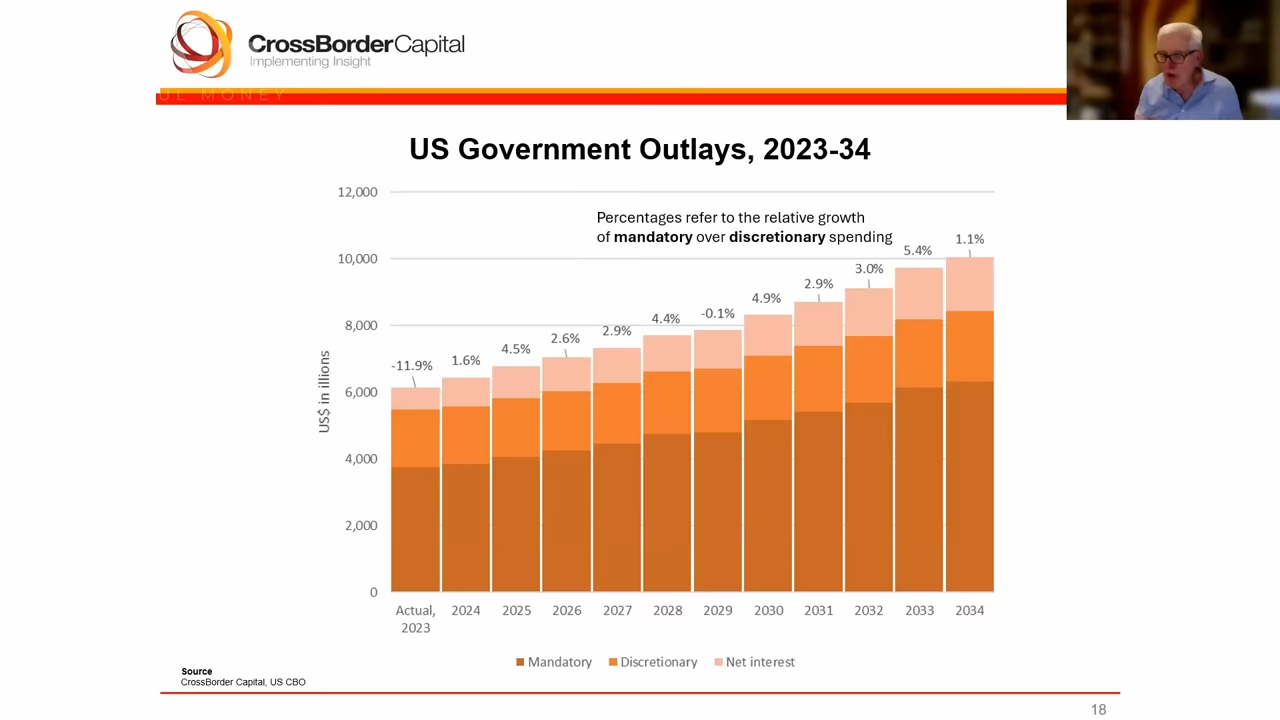 CrossBorderCapital
Implementing Insight
UL MONEY
US Government Outlays, 2023-34
12,000
10,000
8,000
6,000
4,000
2,000
0
US$ in illions
Percentages refer to the relative growth
of mandatory over discretionary spending
-11.9%
1.6%
4.5%
2.6%
2.9%
4.4%
-0.1%
4.9%
2.9%
3.0%
5.4%
1.1%
Actual, 2024 2025 2026 2027 2028 2029 2030 2031 2032 2033 2034
2023
Mandatory Discretionary Net interest
Source
CrossBorder Capital, US CBO
18